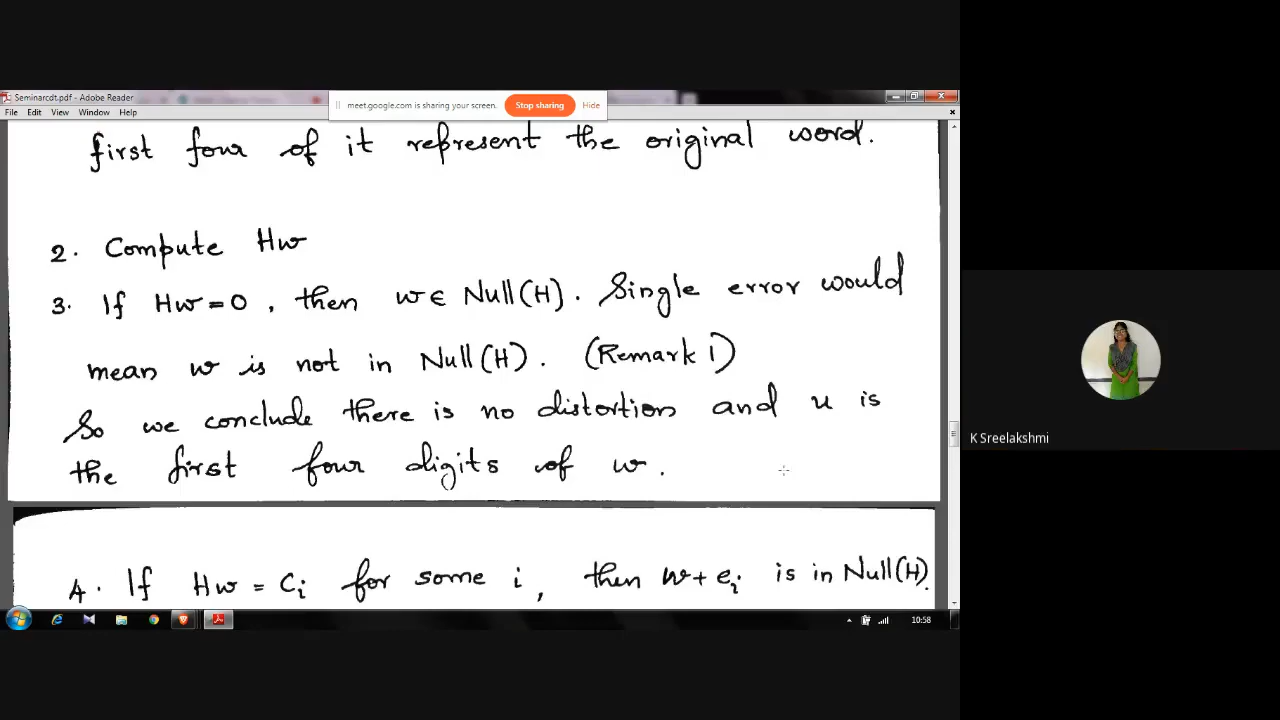 Seminarcdt.pdf - Adobe Reader
File Edit View Window Help
meet.google.com is sharing your screen. Stop sharing Hide
first four of it represent the original word.
2. Compute Hw
3. If Hw=0, then w∈ Null(H). Single error would
mean w is not in Null(H). (Remark 1)
So we conclude there is no distortion and u is
the first four digits of w.
4. If Hw = Ci for some i, then w+ ei is in Null(H).
K Sreelakshmi
10:58